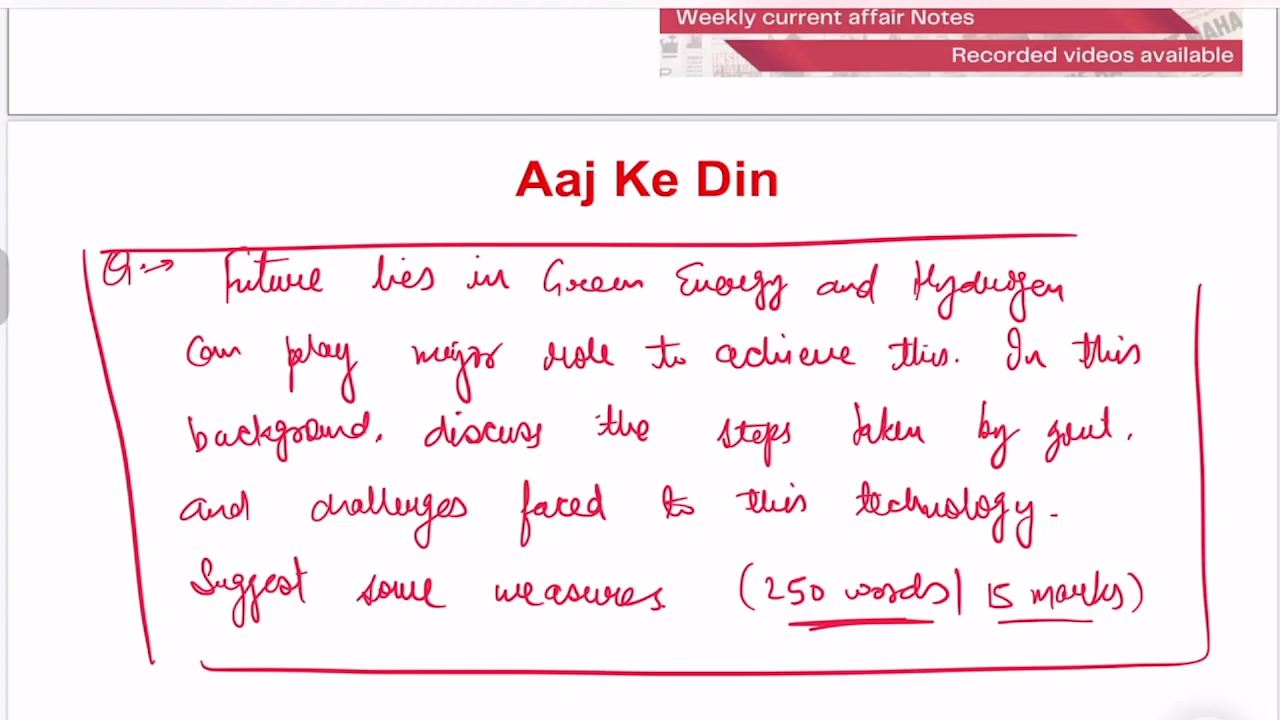 Weekly current affair Notes
Recorded videos available
Aaj Ke Din
Q.→ Future lies in Green Energy and Hydrogen
can play major role to achieve this. In this
background, discuss the steps taken by govt.
and challenges faced to this technology.
Suggest some measures (250 words| 15 marks)